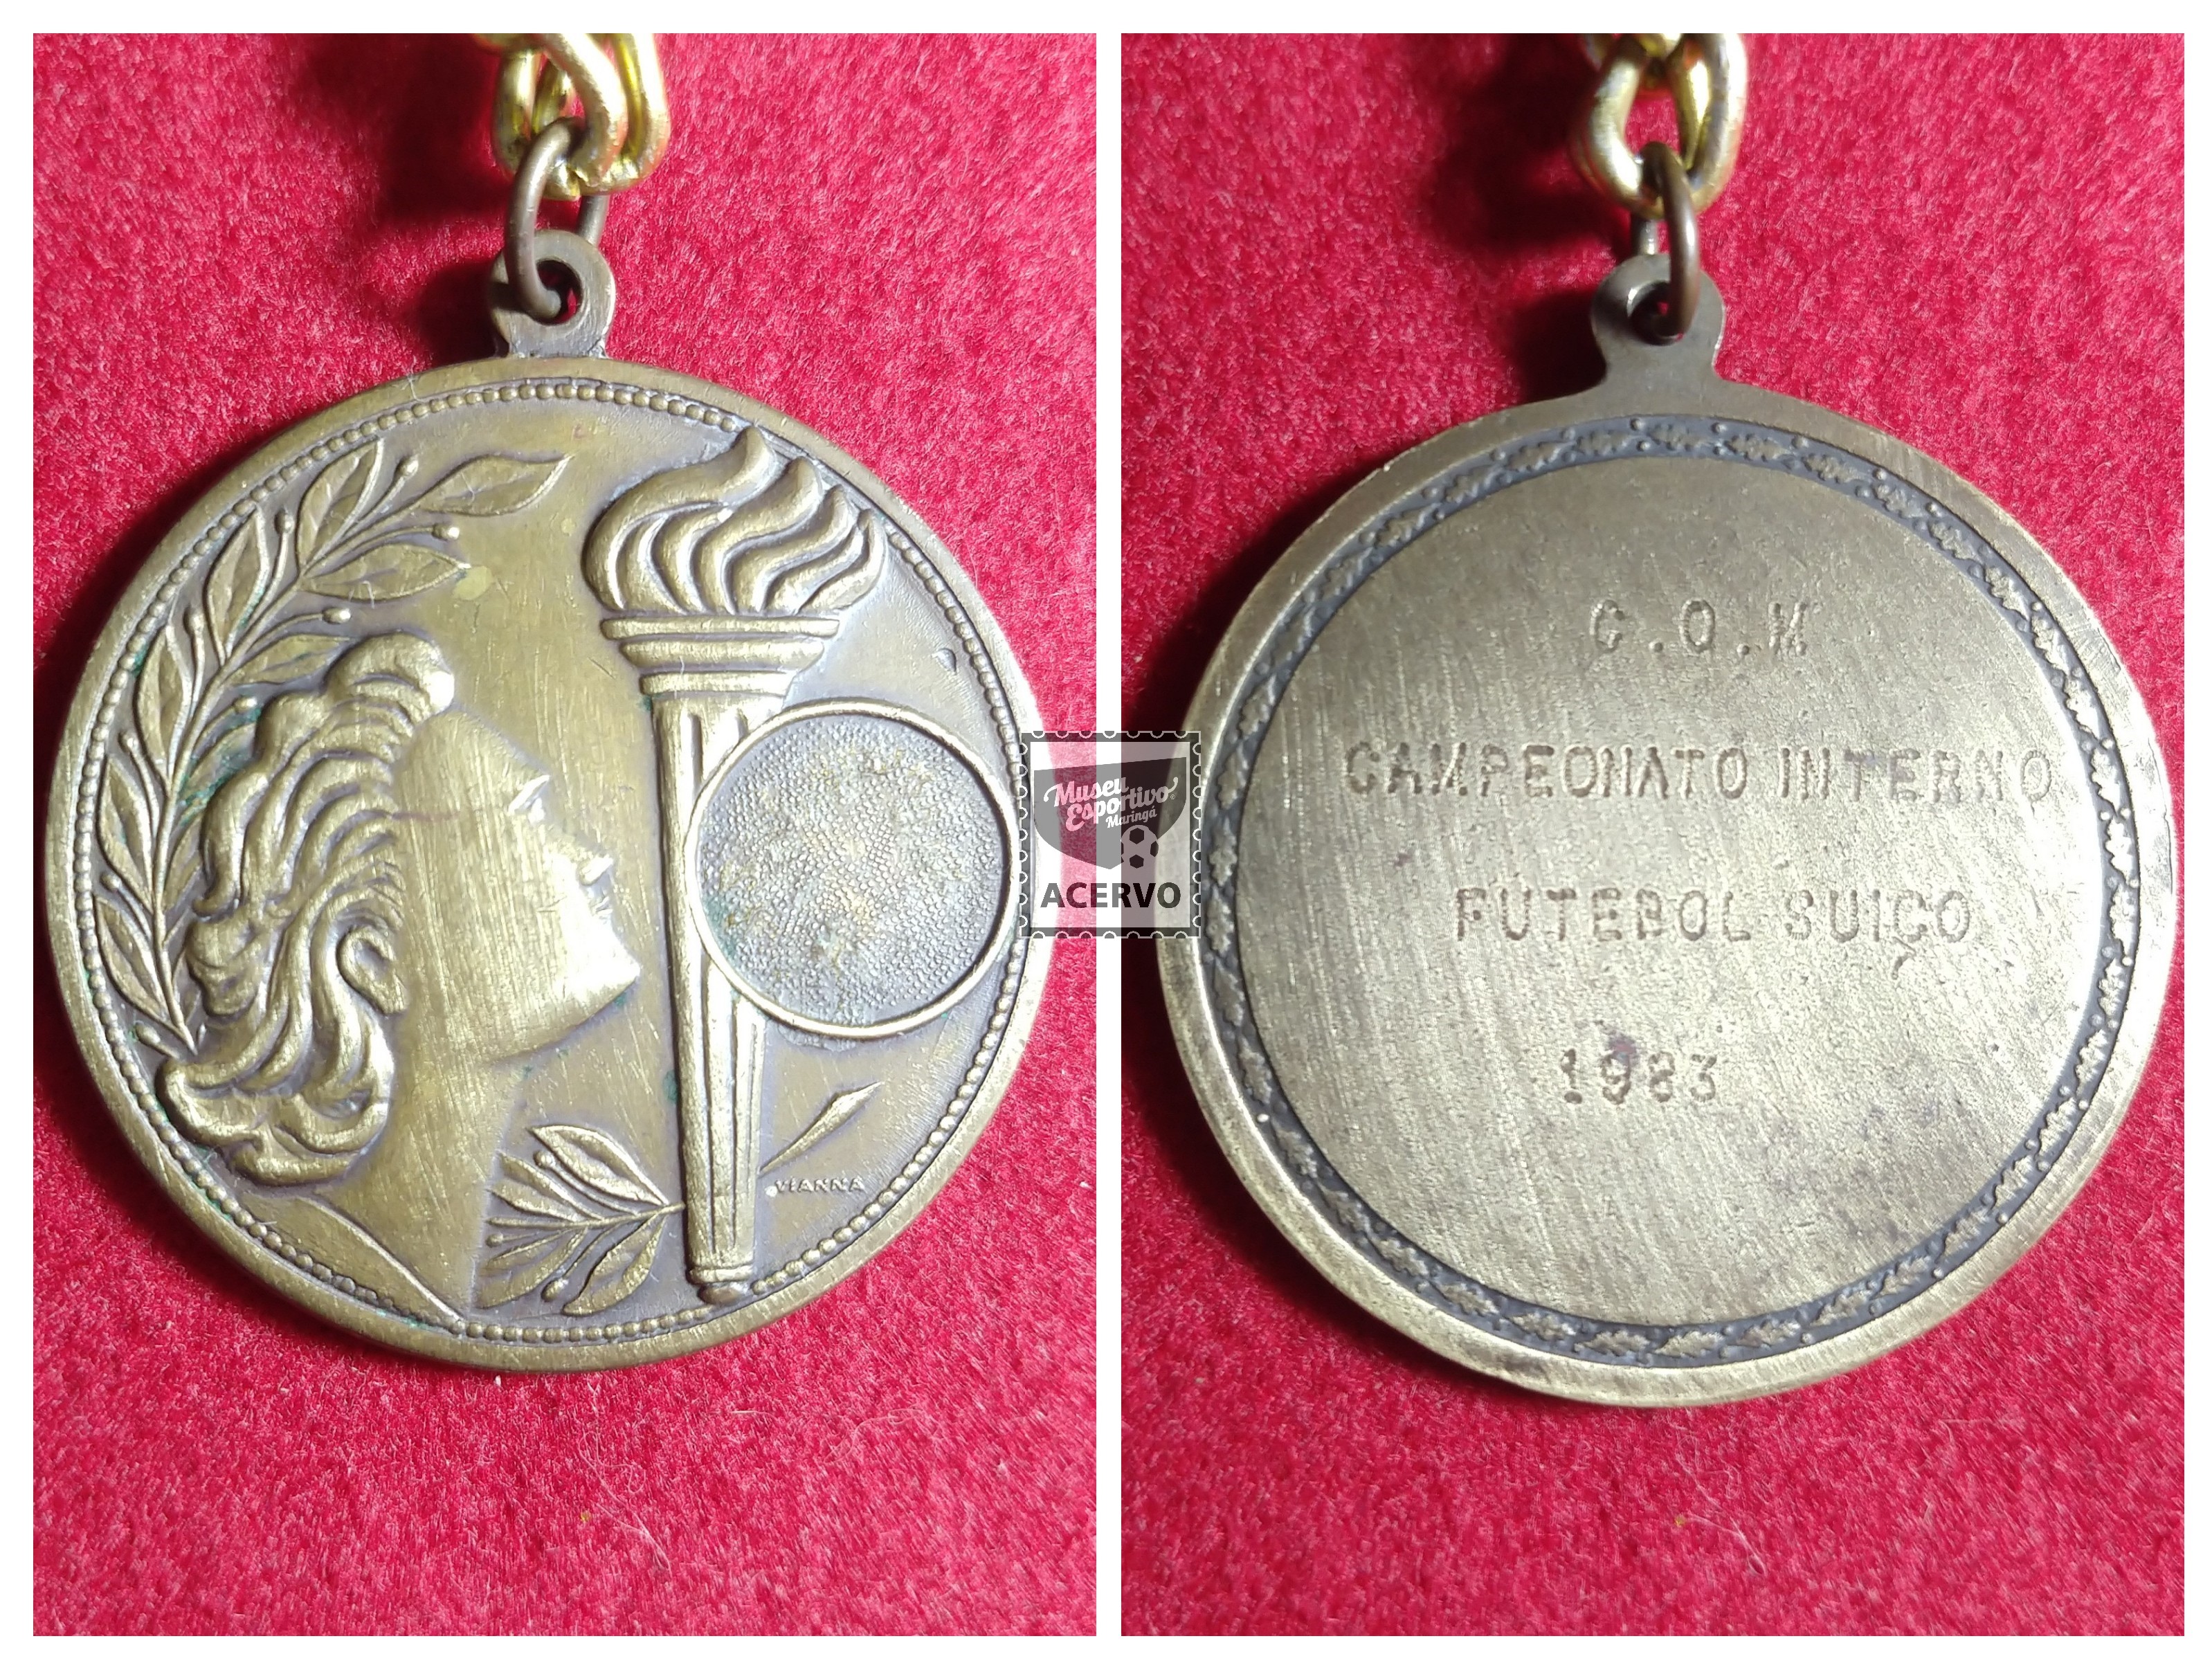 VIANNA
Museu
Esportivo
Maringá
ACERVO
C.O.M
CAMPEONATO INTERNO
FUTEBOL SUIÇO
1983